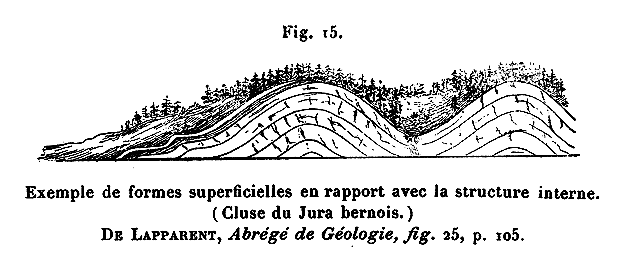 Fig. 15.
Exemple de formes superficielles en rapport avec la structure interne.
(Cluse du Jura bernois.)
De Lapparent, Abrégé de Géologie, fig. 25, p. 105.